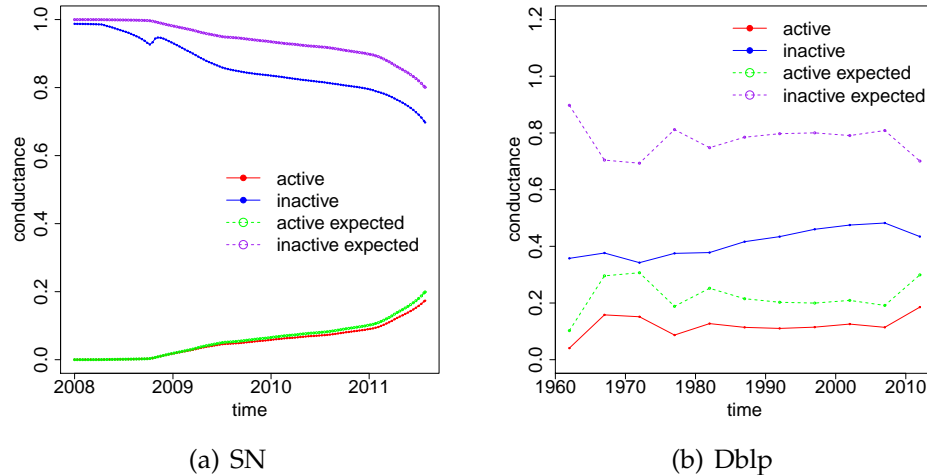 conductance
1.0
0.8
0.6
0.4
0.2
0.0
active
inactive
active expected
inactive expected
2008
2009
2010
2011
time
(a) SN
conductance
1.2
1.0
0.8
0.6
0.4
0.2
0.0
active
inactive
active expected
inactive expected
1960
1970
1980
1990
2000
2010
time
(b) Dblp